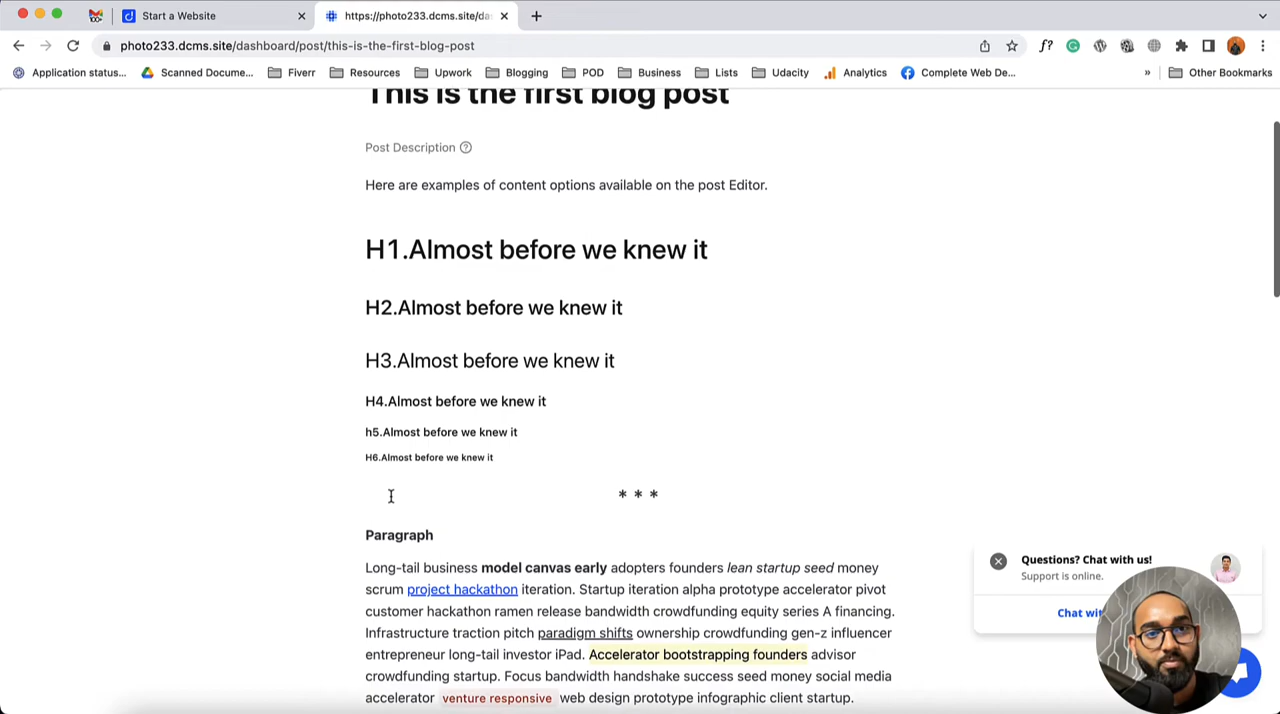 Start a Website
https://photo233.dcms.site/da
photo233.dcms.site/dashboard/post/this-is-the-first-blog-post
Application status...
Scanned Docume...
Fiverr
Resources
Upwork
Blogging
POD
Business
Lists
Udacity
Analytics
Complete Web De...
»
Other Bookmarks
This is the first blog post
Post Description
Here are examples of content options available on the post Editor.
H1.Almost before we knew it
H2.Almost before we knew it
H3.Almost before we knew it
H4.Almost before we knew it
h5.Almost before we knew it
H6.Almost before we knew it
* * *
Paragraph
Long-tail business model canvas early adopters founders lean startup seed money
scrum project hackathon iteration. Startup iteration alpha prototype accelerator pivot
customer hackathon ramen release bandwidth crowdfunding equity series A financing.
Infrastructure traction pitch paradigm shifts ownership crowdfunding gen-z influencer
entrepreneur long-tail investor iPad. Accelerator bootstrapping founders advisor
crowdfunding startup. Focus bandwidth handshake success seed money social media
accelerator venture responsive web design prototype infographic client startup.
Questions? Chat with us!
Support is online.
Chat